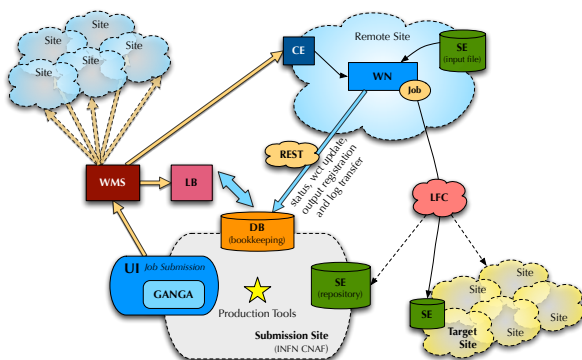 Site
Site
Site
Site
Site
Remote Site
CE
WN
SE
(input file)
Job
REST
status, wct update,
output registration
and log transfer
WMS
LB
LFC
DB
(bookkeeping)
UI Job Submission
GANGA
Production Tools
SE
(repository)
Submission Site
(INFN CNAF)
SE
Target
Site
Site
Site
Site
Site
Site